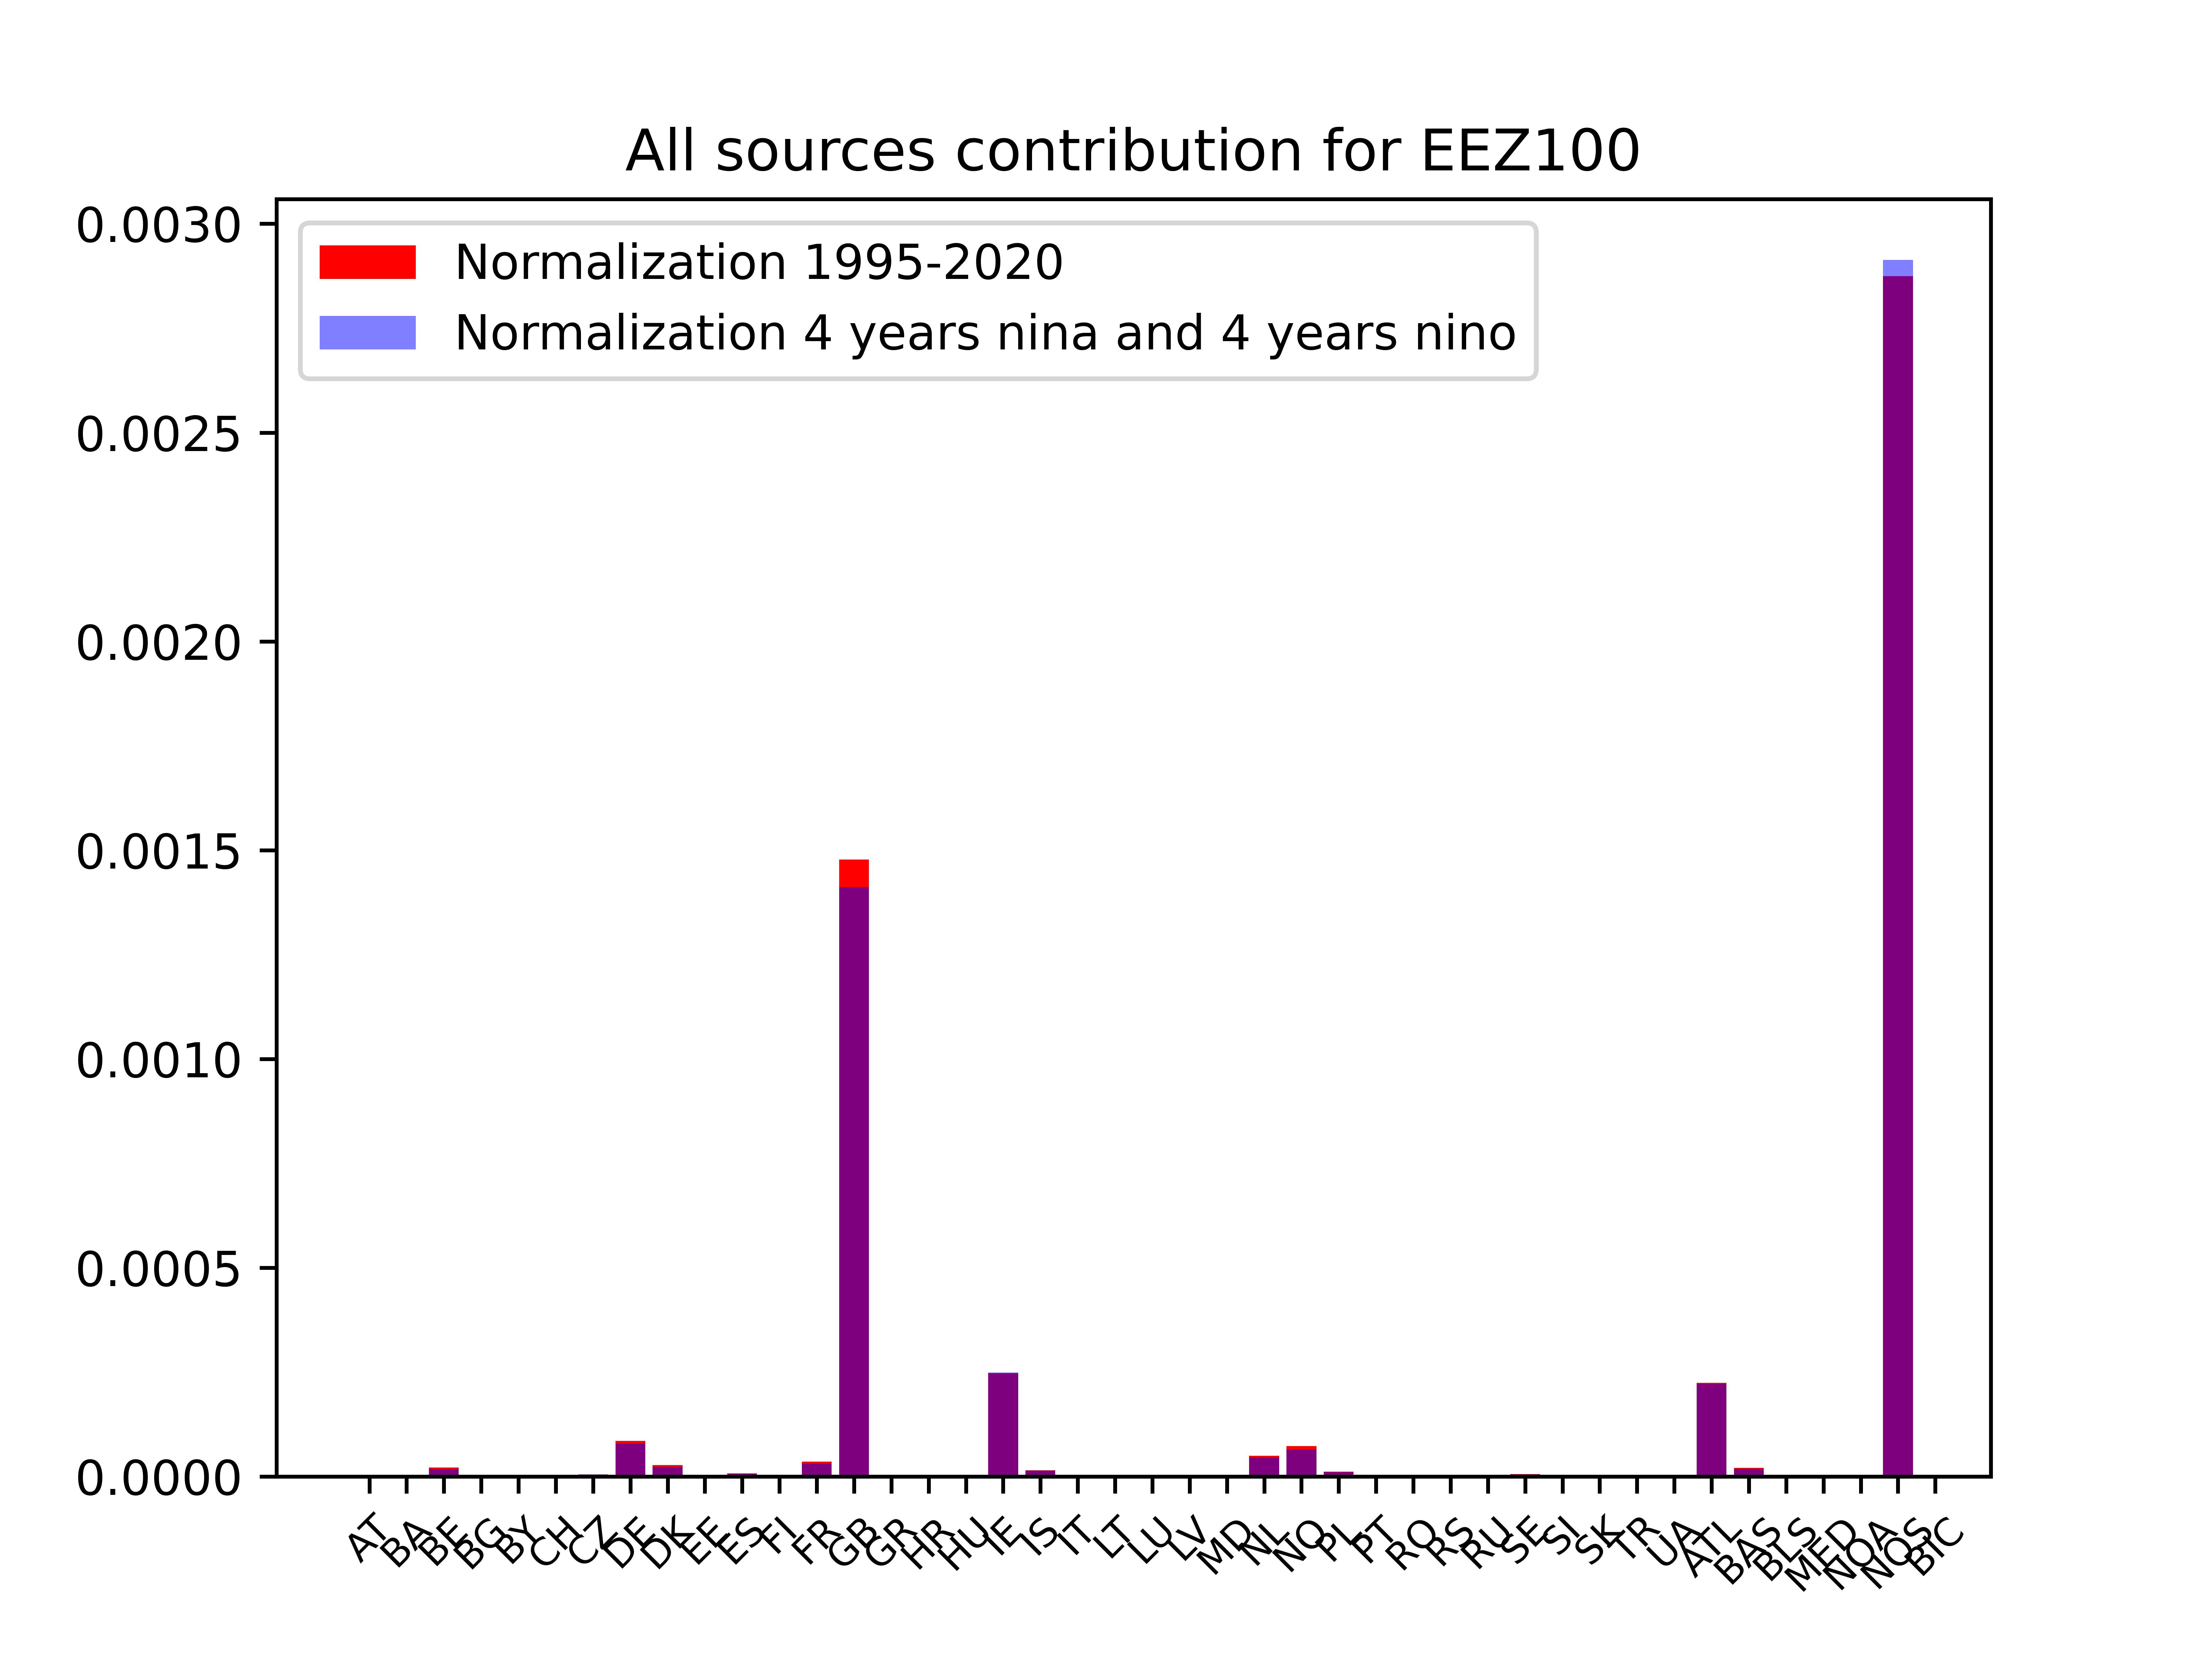 All sources contribution for EEZ100
0.0030
0.0025
0.0020
0.0015
0.0010
0.0005
0.0000
Normalization 1995-2020
Normalization 4 years nina and 4 years nino
AT
BA
BE
BG
BY
CH
CZ
DE
DK
EE
ES
FI
FR
GB
GR
HR
HU
IE
IS
IT
LT
LU
LV
MD
NL
NO
PL
PT
RO
RS
RU
SE
SI
SK
TR
UA
ATL
BAS
BLS
MED
NOA
NOS
BIC